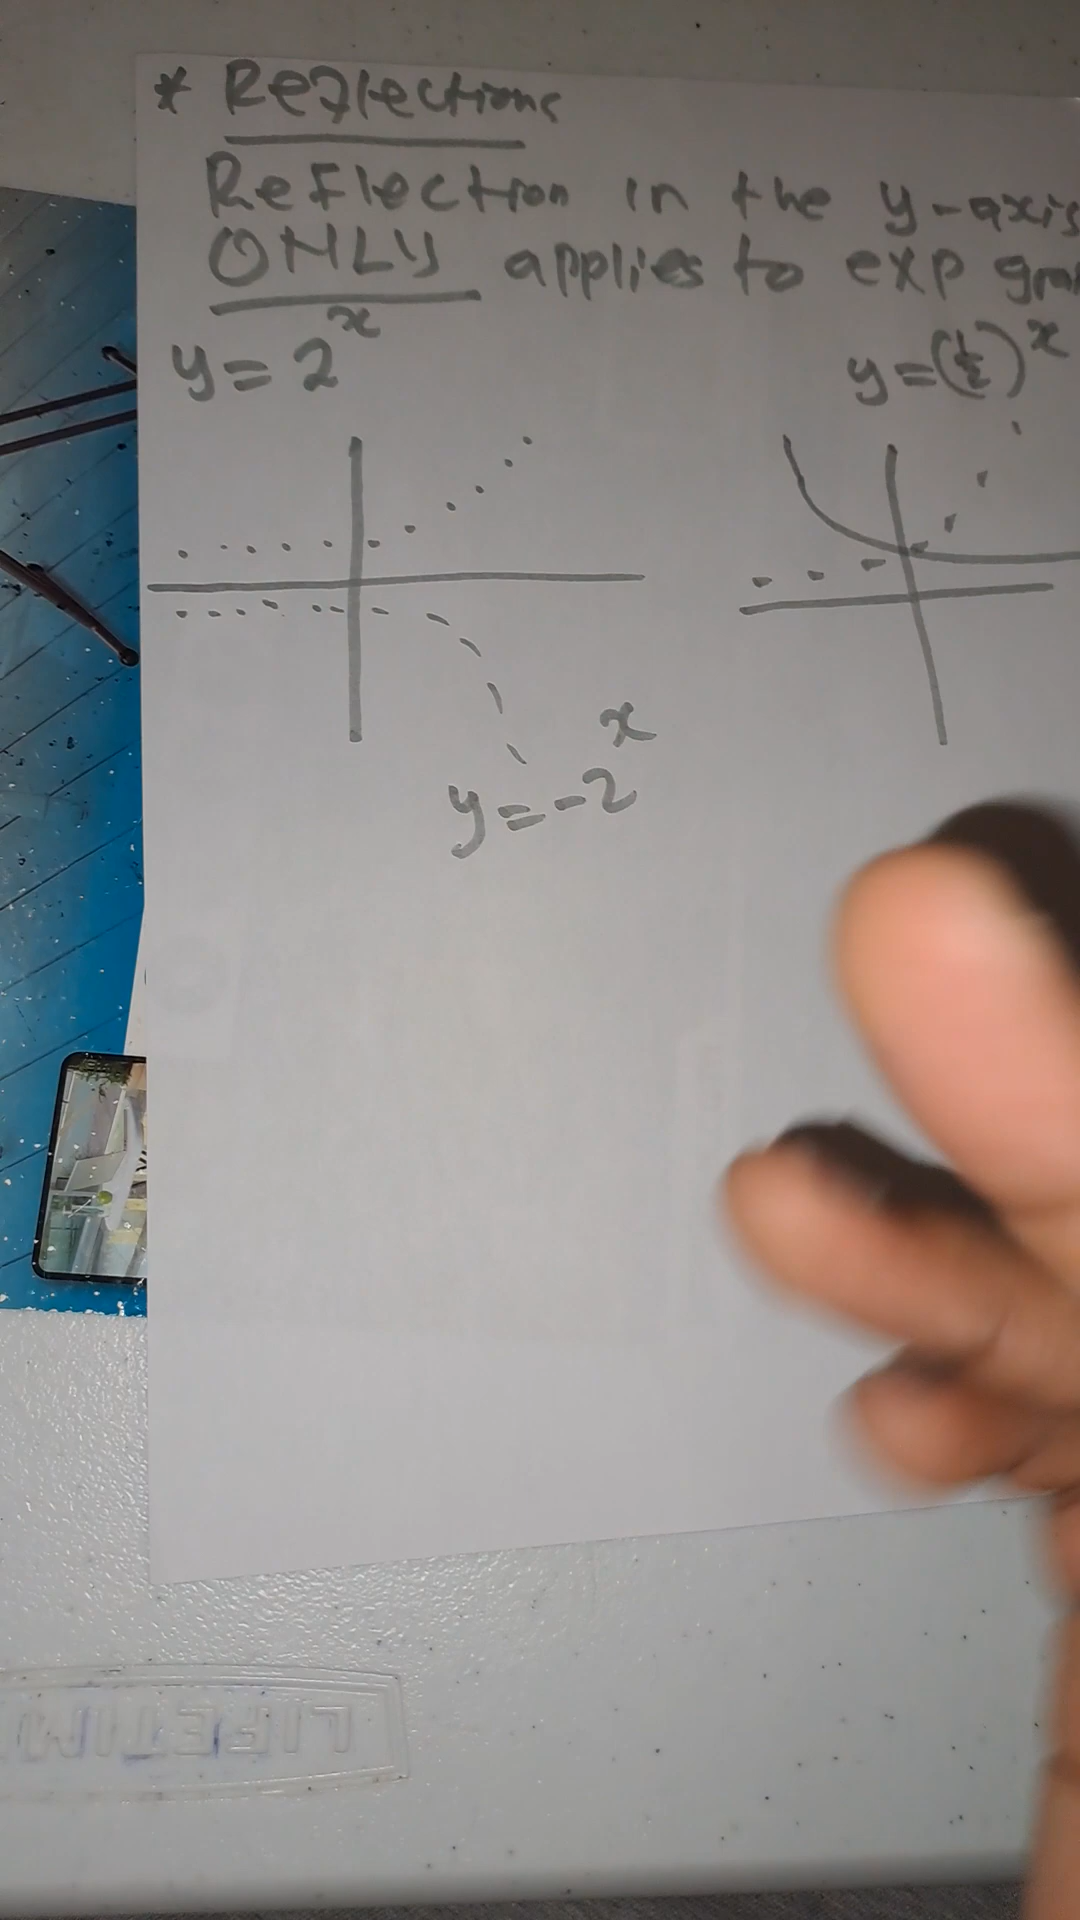 * Reflections
Reflection in the y-axis
ONLY applies to exp
y = 2^x
y = (1/2)^x
y = -2^x